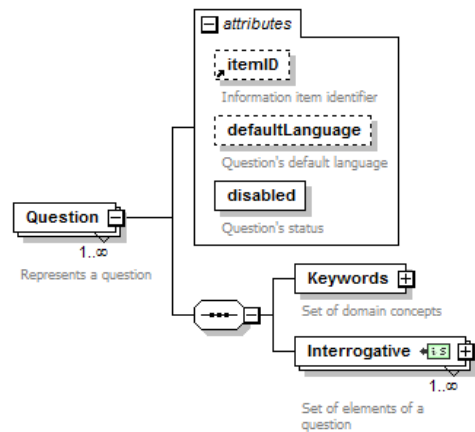 attributes
itemID
Information item identifier
defaultLanguage
Question's default language
disabled
Question's status
Question
1..∞
Represents a question
Keywords
Set of domain concepts
Interrogative
is
1..∞
Set of elements of a
question